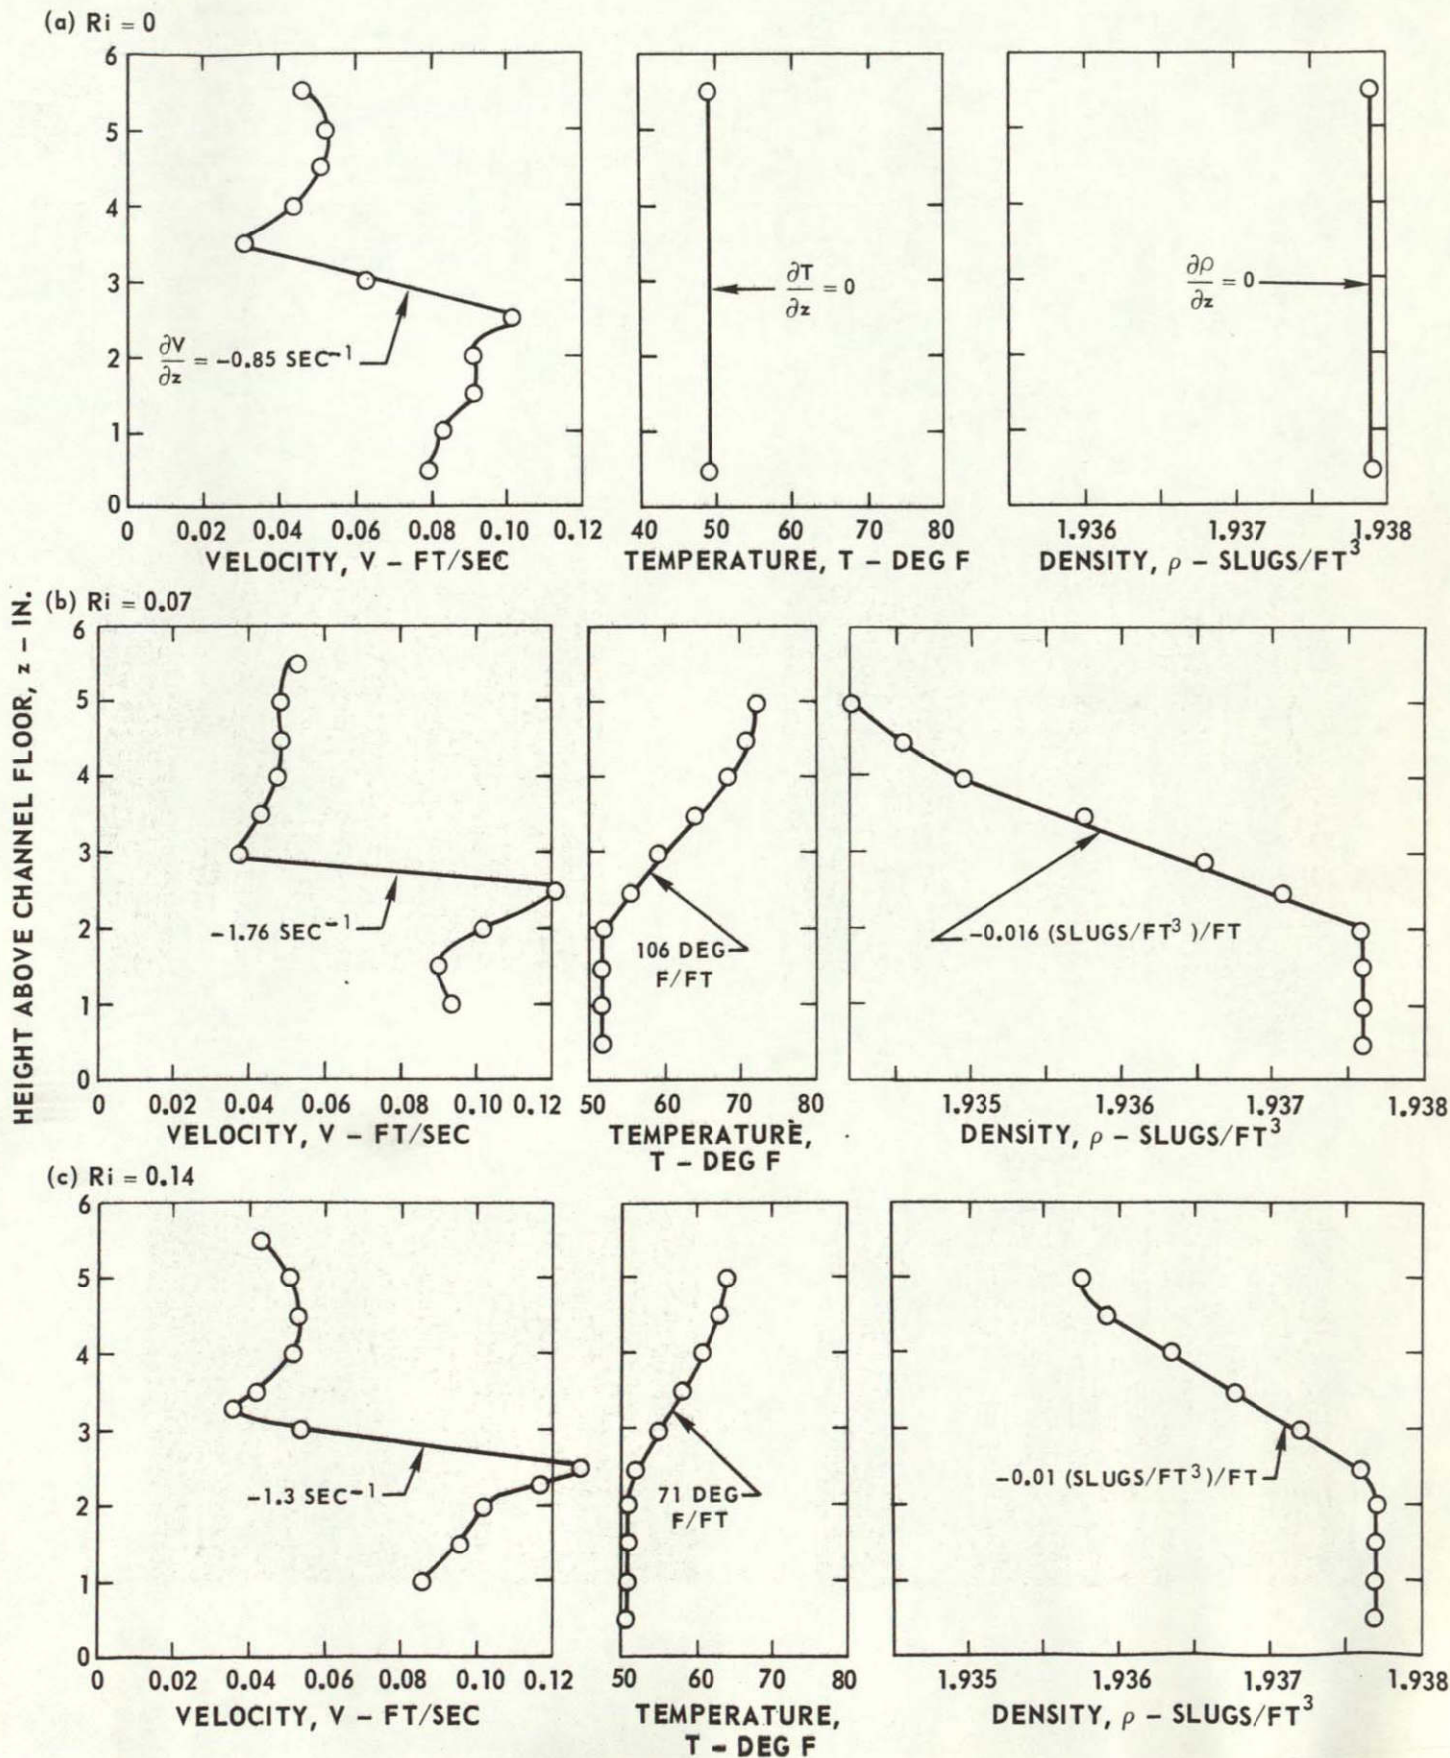 (a) Ri = 0
6
5
4
3
2
1
0
∂V/∂z = -0.85 SEC⁻¹
∂T/∂z = 0
∂ρ/∂z = 0
0 0.02 0.04 0.06 0.08 0.10 0.12
VELOCITY, V – FT/SEC
40 50 60 70 80
TEMPERATURE, T – DEG F
1.936 1.937 1.938
DENSITY, ρ – SLUGS/FT³
HEIGHT ABOVE CHANNEL FLOOR, z – IN.
(b) Ri = 0.07
6
5
4
3
2
1
0
-1.76 SEC⁻¹
106 DEG
F/FT
-0.016 (SLUGS/FT³)/FT
0 0.02 0.04 0.06 0.08 0.10 0.12
VELOCITY, V – FT/SEC
50 60 70 80
TEMPERATURE,
T – DEG F
1.935 1.936 1.937 1.938
DENSITY, ρ – SLUGS/FT³
(c) Ri = 0.14
6
5
4
3
2
1
0
-1.3 SEC⁻¹
71 DEG
F/FT
-0.01 (SLUGS/FT³)/FT
0 0.02 0.04 0.06 0.08 0.10 0.12
VELOCITY, V – FT/SEC
50 60 70 80
TEMPERATURE,
T – DEG F
1.935 1.936 1.937 1.938
DENSITY, ρ – SLUGS/FT³